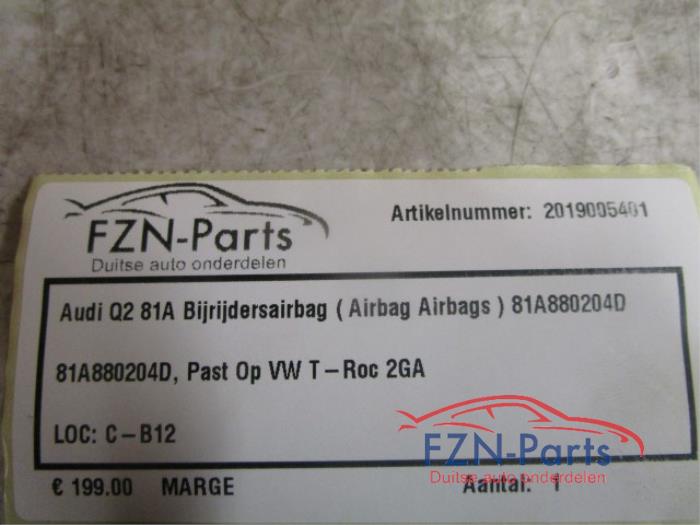 FZN-Parts
Duitse auto onderdelen
Artikelnummer: 2019005401
Audi Q2 81A Bijrijdersairbag ( Airbag Airbags ) 81A880204D
81A880204D, Past Op VW T-Roc 2GA
LOC: C-B12
€ 199.00 MARGE
Aantal: 1
FZN-Parts
Duitse auto onderdelen